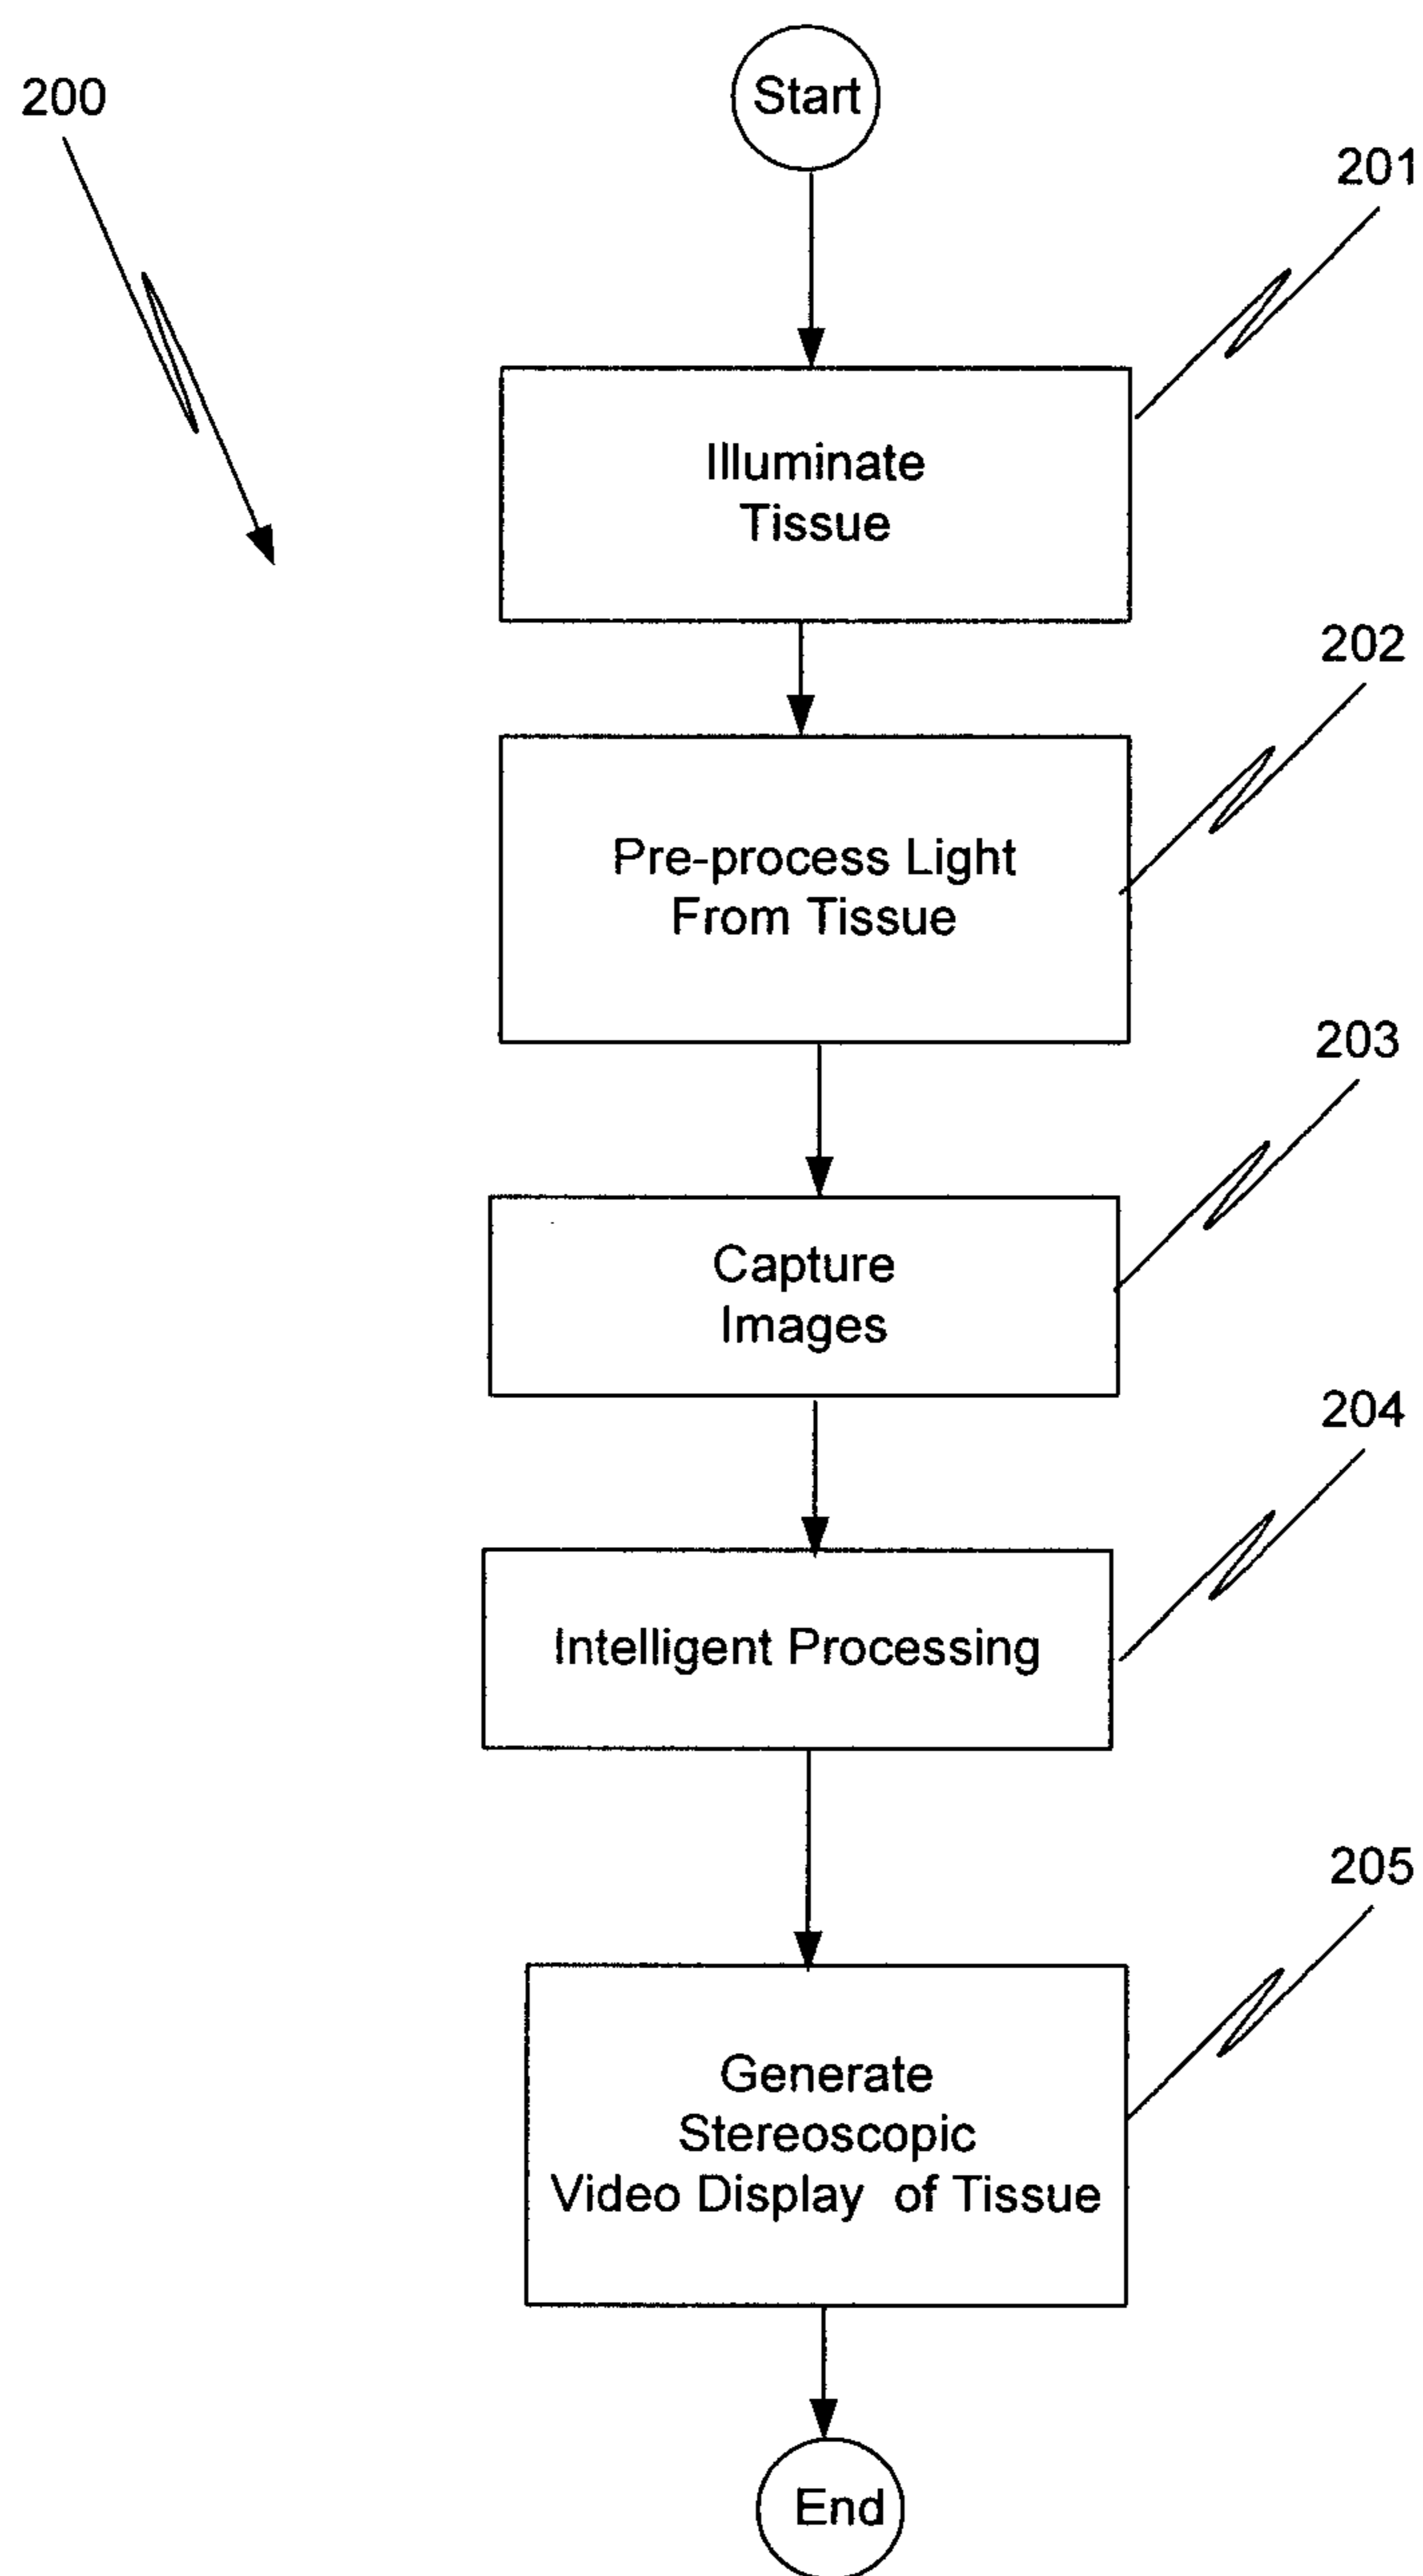 Start
200
201
Illuminate
Tissue
202
Pre-process Light
From Tissue
203
Capture
Images
204
Intelligent Processing
205
Generate
Stereoscopic
Video Display of Tissue
End